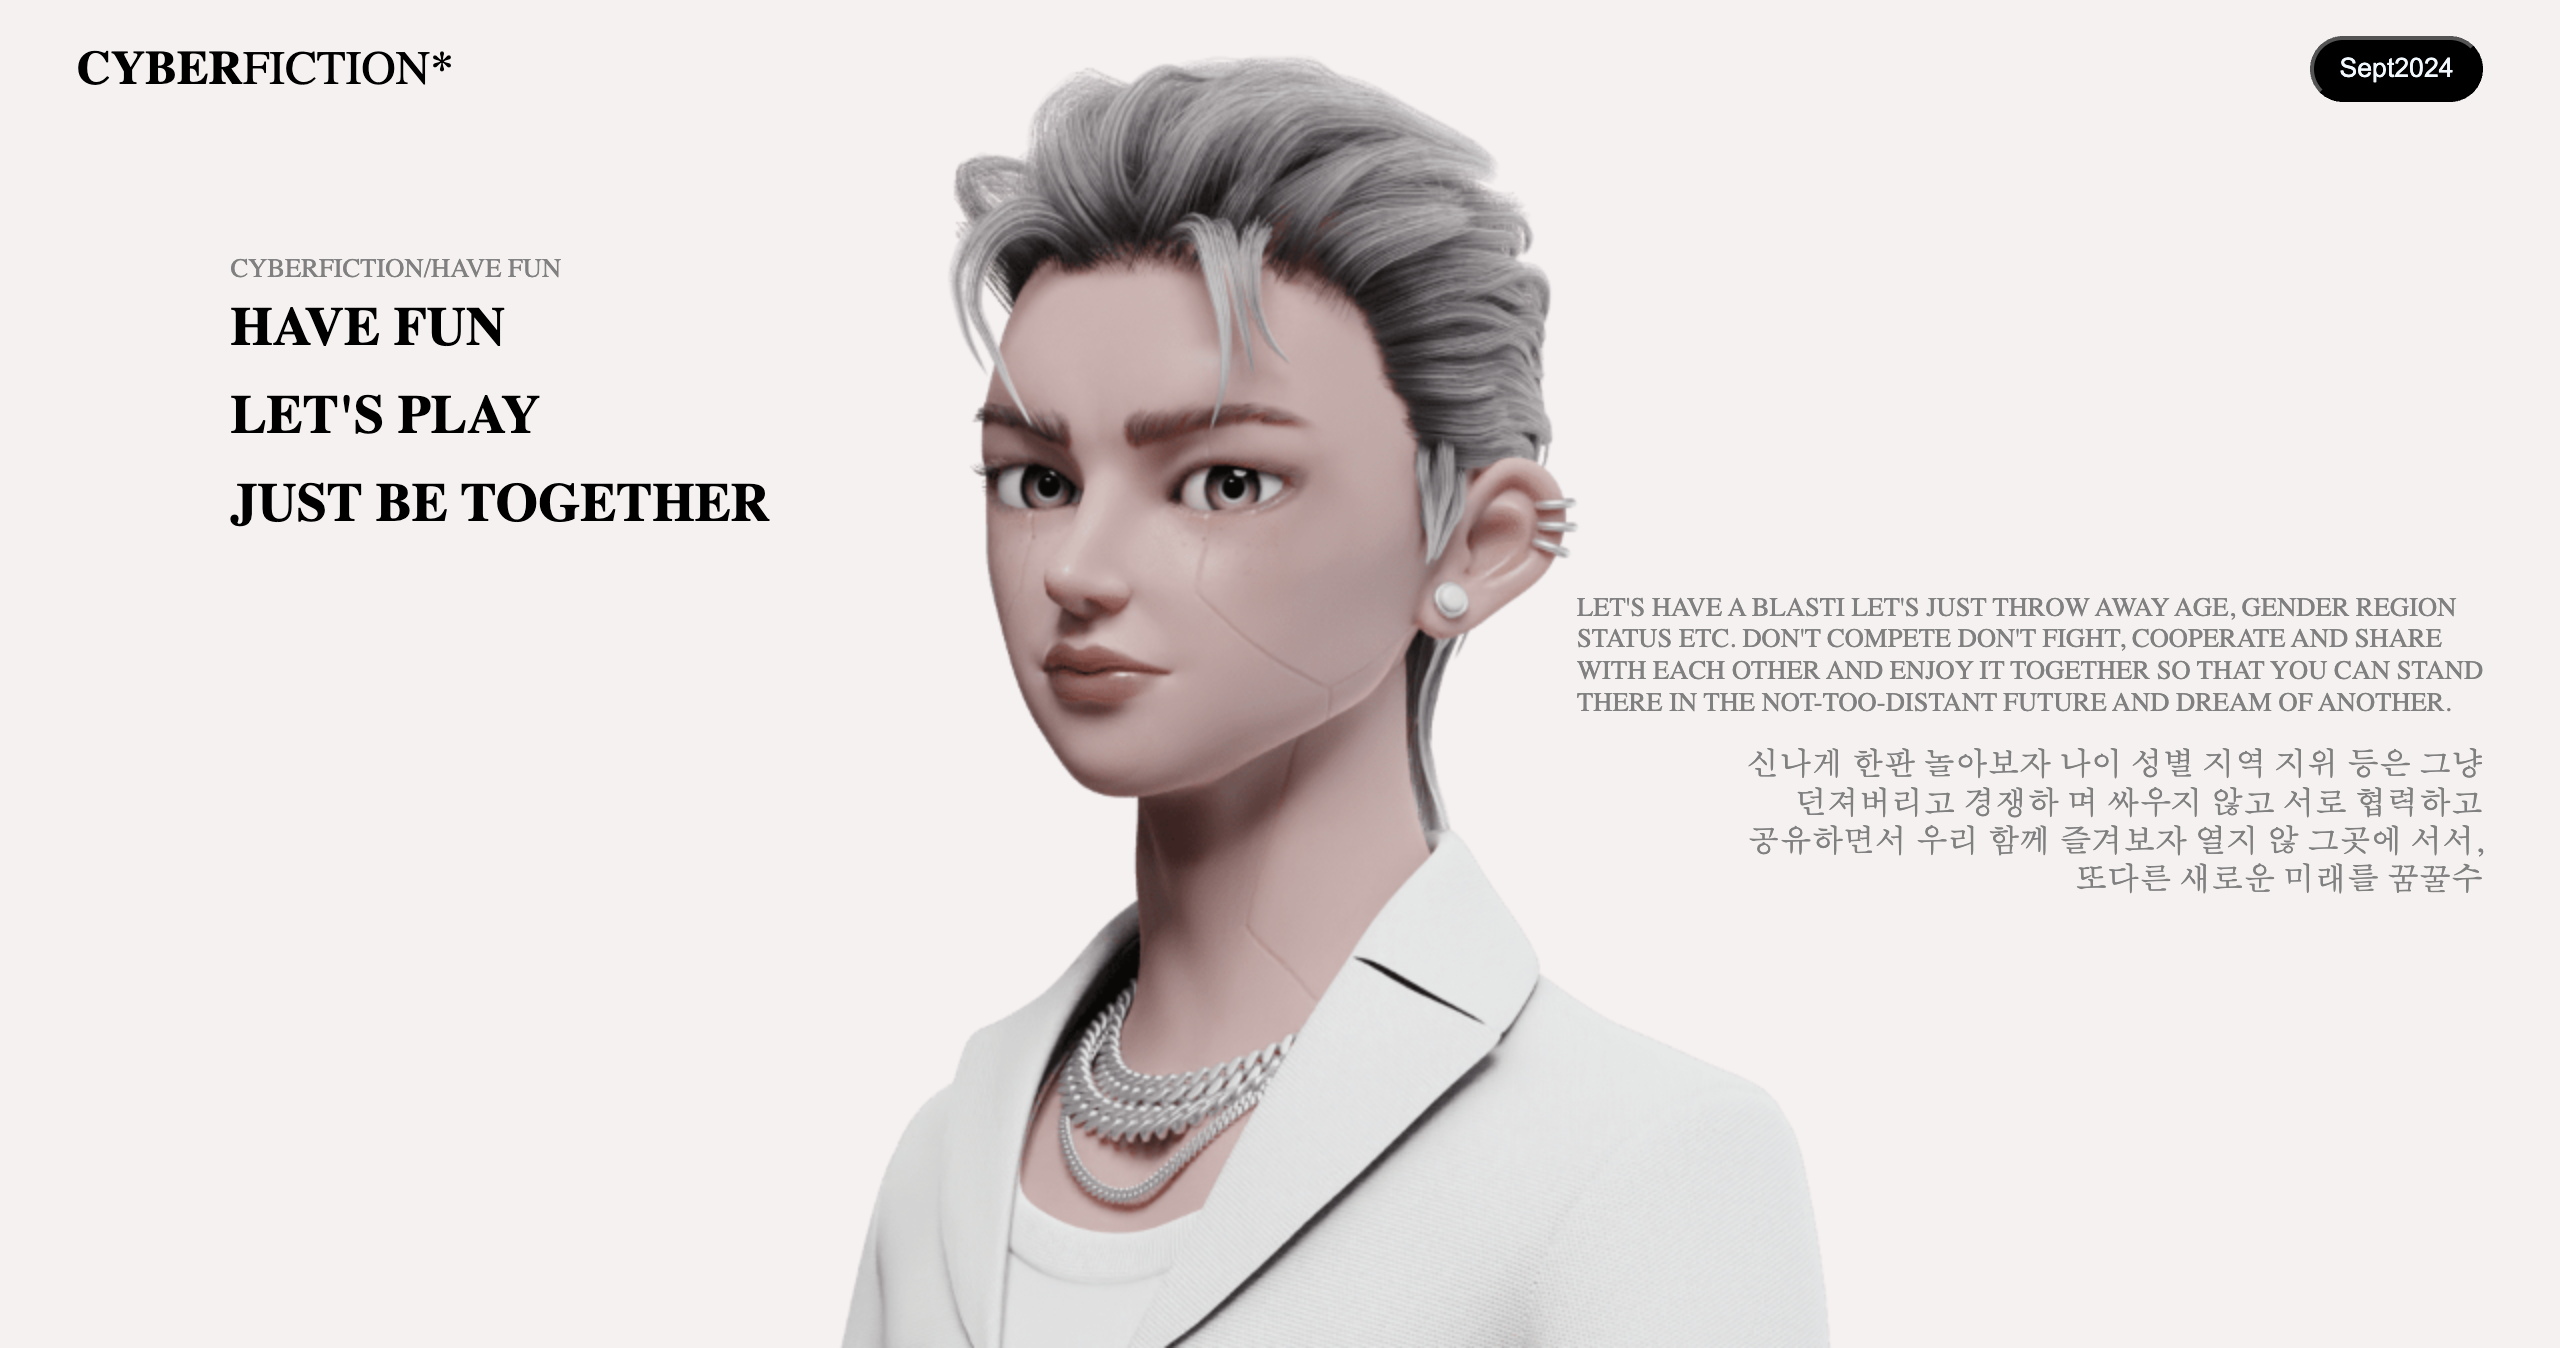 CYBERFICTION*
Sept2024
CYBERFICTION/HAVE FUN
HAVE FUN
LET'S PLAY
JUST BE TOGETHER
LET'S HAVE A BLASTI LET'S JUST THROW AWAY AGE, GENDER REGION
STATUS ETC. DON'T COMPETE DON'T FIGHT, COOPERATE AND SHARE
WITH EACH OTHER AND ENJOY IT TOGETHER SO THAT YOU CAN STAND
THERE IN THE NOT-TOO-DISTANT FUTURE AND DREAM OF ANOTHER.
신나게 한판 놀아보자 나이 성별 지역 지위 등은 그냥
던져버리고 경쟁하 며 싸우지 않고 서로 협력하고
공유하면서 우리 함께 즐겨보자 열지 않 그곳에 서서,
또다른 새로운 미래를 꿈꿀수